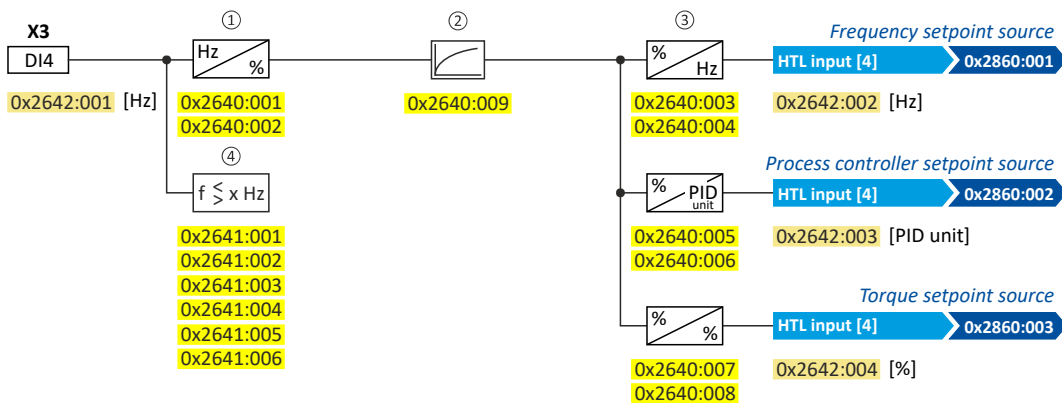 X3
DI4
0x2642:001 [Hz]
①
Hz
%
0x2640:001
0x2640:002
④
f ≶ x Hz
0x2641:001
0x2641:002
0x2641:003
0x2641:004
0x2641:005
0x2641:006
②
0x2640:009
③
%
Hz
0x2640:003
0x2640:004
Frequency setpoint source
HTL input [4] 0x2860:001
0x2642:002 [Hz]
%
PID
unit
0x2640:005
0x2640:006
Process controller setpoint source
HTL input [4] 0x2860:002
0x2642:003 [PID unit]
%
%
0x2640:007
0x2640:008
Torque setpoint source
HTL input [4] 0x2860:003
0x2642:004 [%]